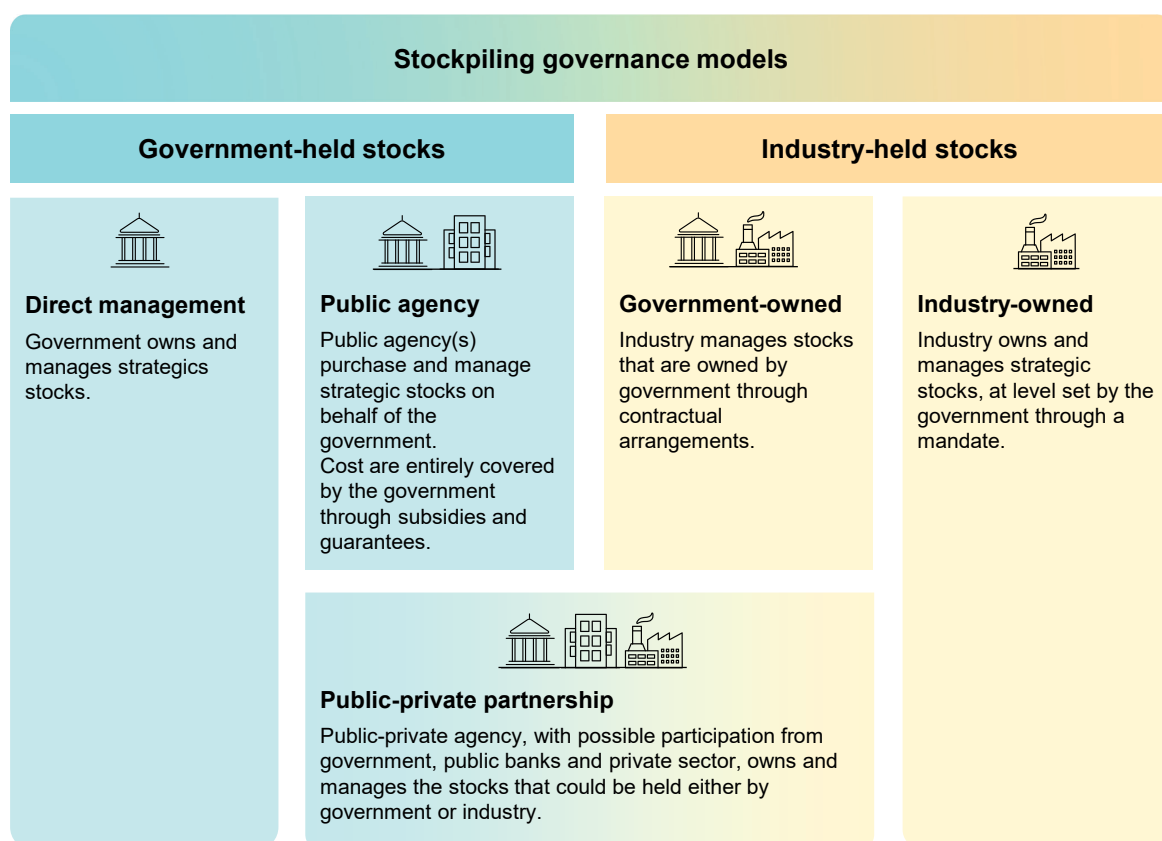 Stockpiling governance models
Government-held stocks
Industry-held stocks
Direct management
Government owns and
manages strategics
stocks.
Public agency
Public agency(s)
purchase and manage
strategic stocks on
behalf of the
government.
Cost are entirely covered
by the government
through subsidies and
guarantees.
Government-owned
Industry manages stocks
that are owned by
government through
contractual
arrangements.
Industry-owned
Industry owns and
manages strategic
stocks, at level set by the
government through a
mandate.
Public-private partnership
Public-private agency, with possible participation from
government, public banks and private sector, owns and
manages the stocks that could be held either by
government or industry.